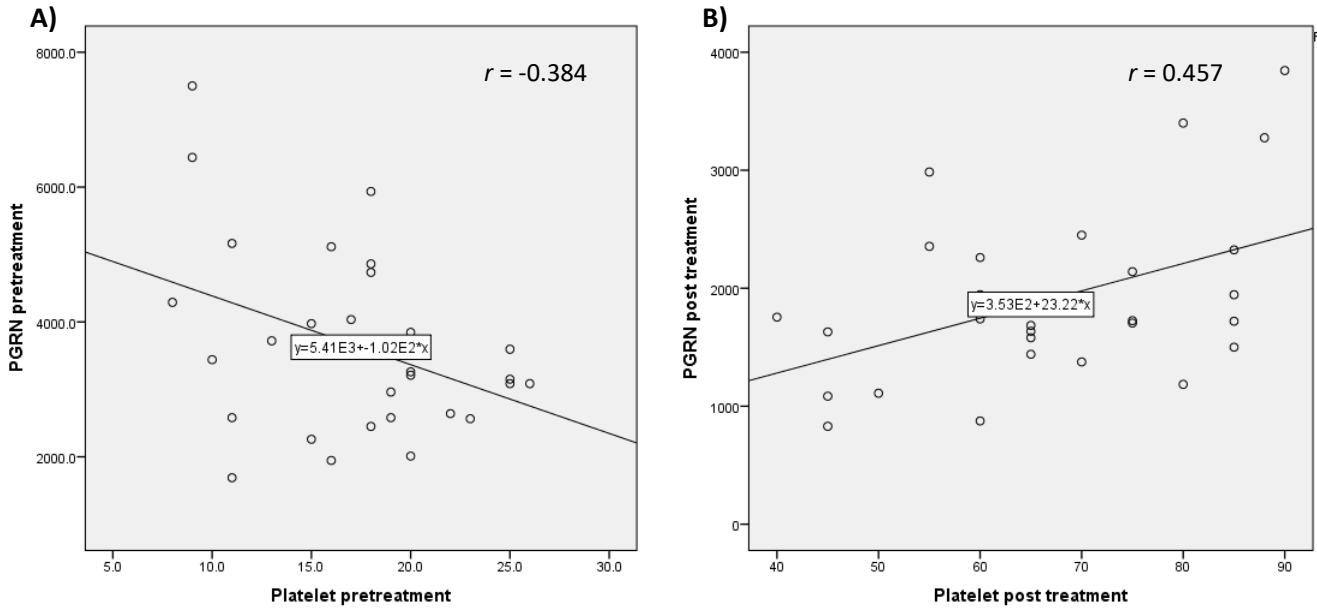 A)
r = -0.384
8000.0
6000.0
4000.0
2000.0
PGRN pretreatment
y=5.41E3+-1.02E2*x
5.0 10.0 15.0 20.0 25.0 30.0
Platelet pretreatment
B)
F
r = 0.457
4000
3000
2000
1000
0
PGRN post treatment
y=3.53E2+23.22*x
40 50 60 70 80 90
Platelet post treatment